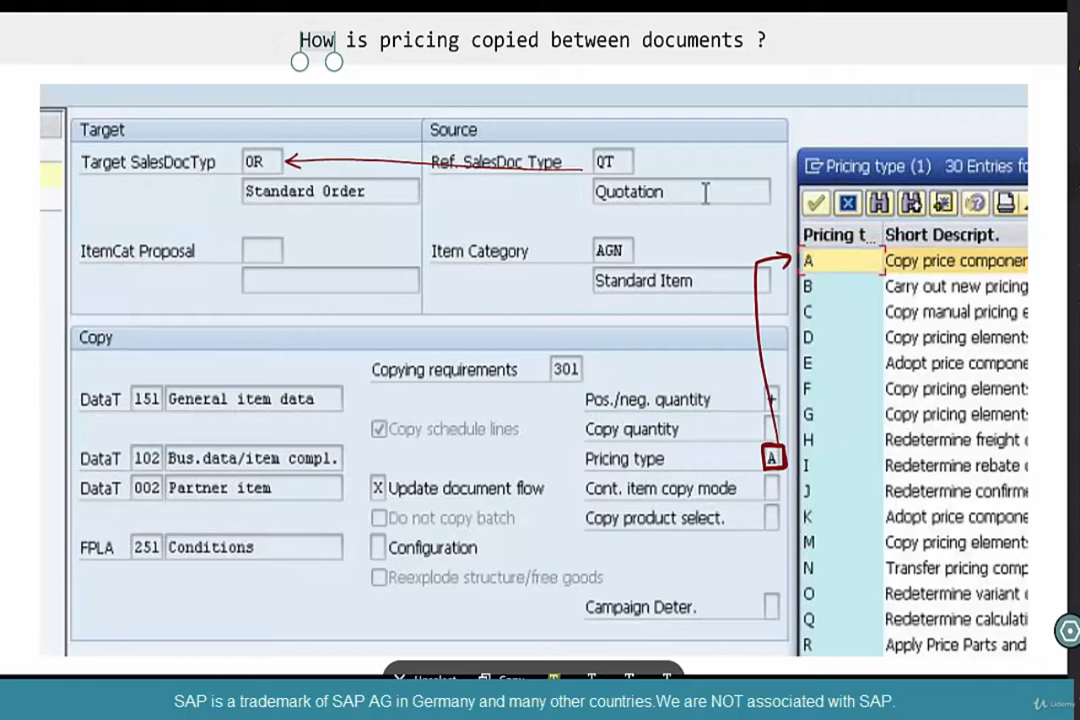 How is pricing copied between documents ?
Target
Source
Target SalesDocTyp OR
Ref. SalesDoc Type QT
Standard Order
Quotation
ItemCat Proposal
Item Category AGN
Standard Item
Copy
Copying requirements 301
DataT 151 General item data
Pos./neg. quantity +
Copy schedule lines
Copy quantity
DataT 102 Bus.data/item compl.
Pricing type A
DataT 002 Partner item
X Update document flow
Cont. item copy mode
Do not copy batch
Copy product select.
FPLA 251 Conditions
Configuration
Reexplode structure/free goods
Campaign Deter.
Pricing type (1) 30 Entries fo
Pricing t... Short Descript.
A Copy price componen
B Carry out new pricing
C Copy manual pricing e
D Copy pricing element
E Adopt price compone
F Copy pricing element
G Copy pricing element
H Redetermine freight
I Redetermine rebate
J Redetermine confirm
K Adopt price compone
M Copy pricing element
N Transfer pricing comp
O Redetermine variant
Q Redetermine calculati
R Apply Price Parts and
SAP is a trademark of SAP AG in Germany and many other countries.We are NOT associated with SAP.
Udemy